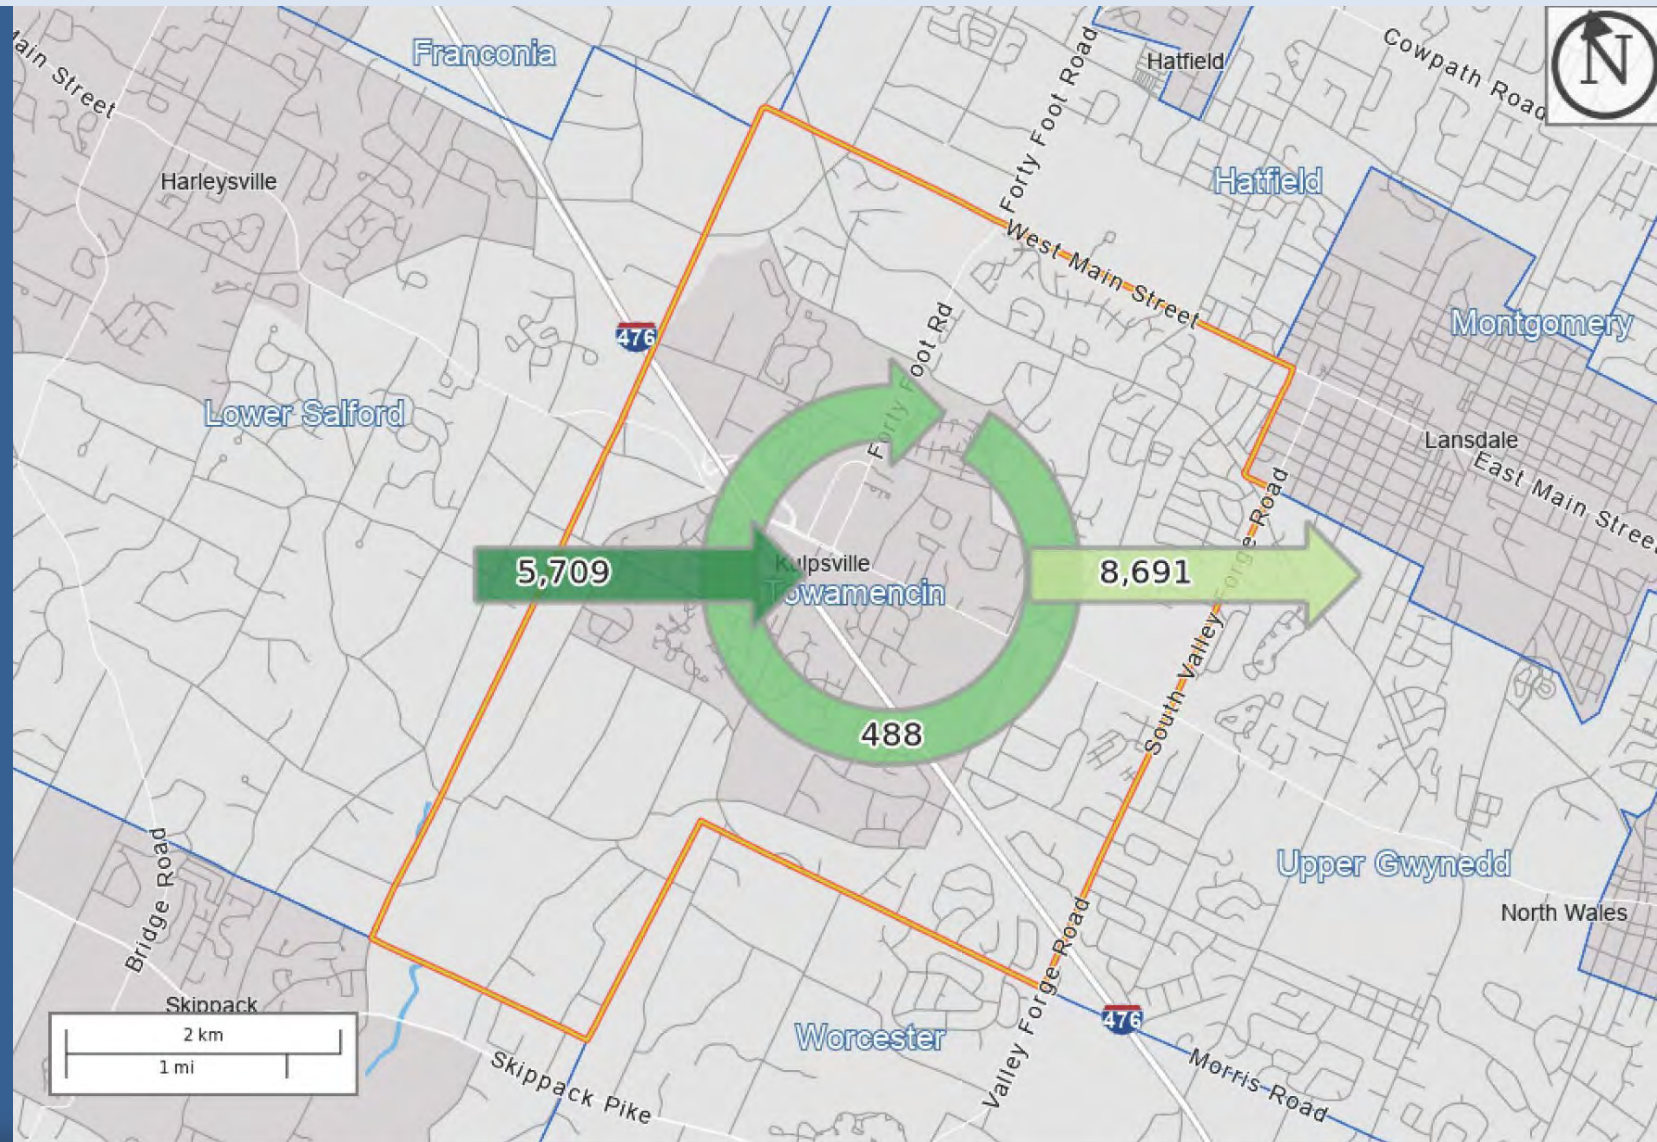 Franconia
Hatfield
Cowpath Road
N
Main Street
Forty Foot Road
Harleysville
Hatfield
West Main Street
Forty Foot Rd
476
Montgomery
Lower Salford
Lansdale
East Main Street
Forty Foot
5,709
Kulpsville
Towamencin
8,691
South Valley Forge Road
488
Upper Gwynedd
North Wales
Bridge Road
Valley Forge Road
Skippack
476
2 km
1 mi
Worcester
Skippack Pike
Morris Road